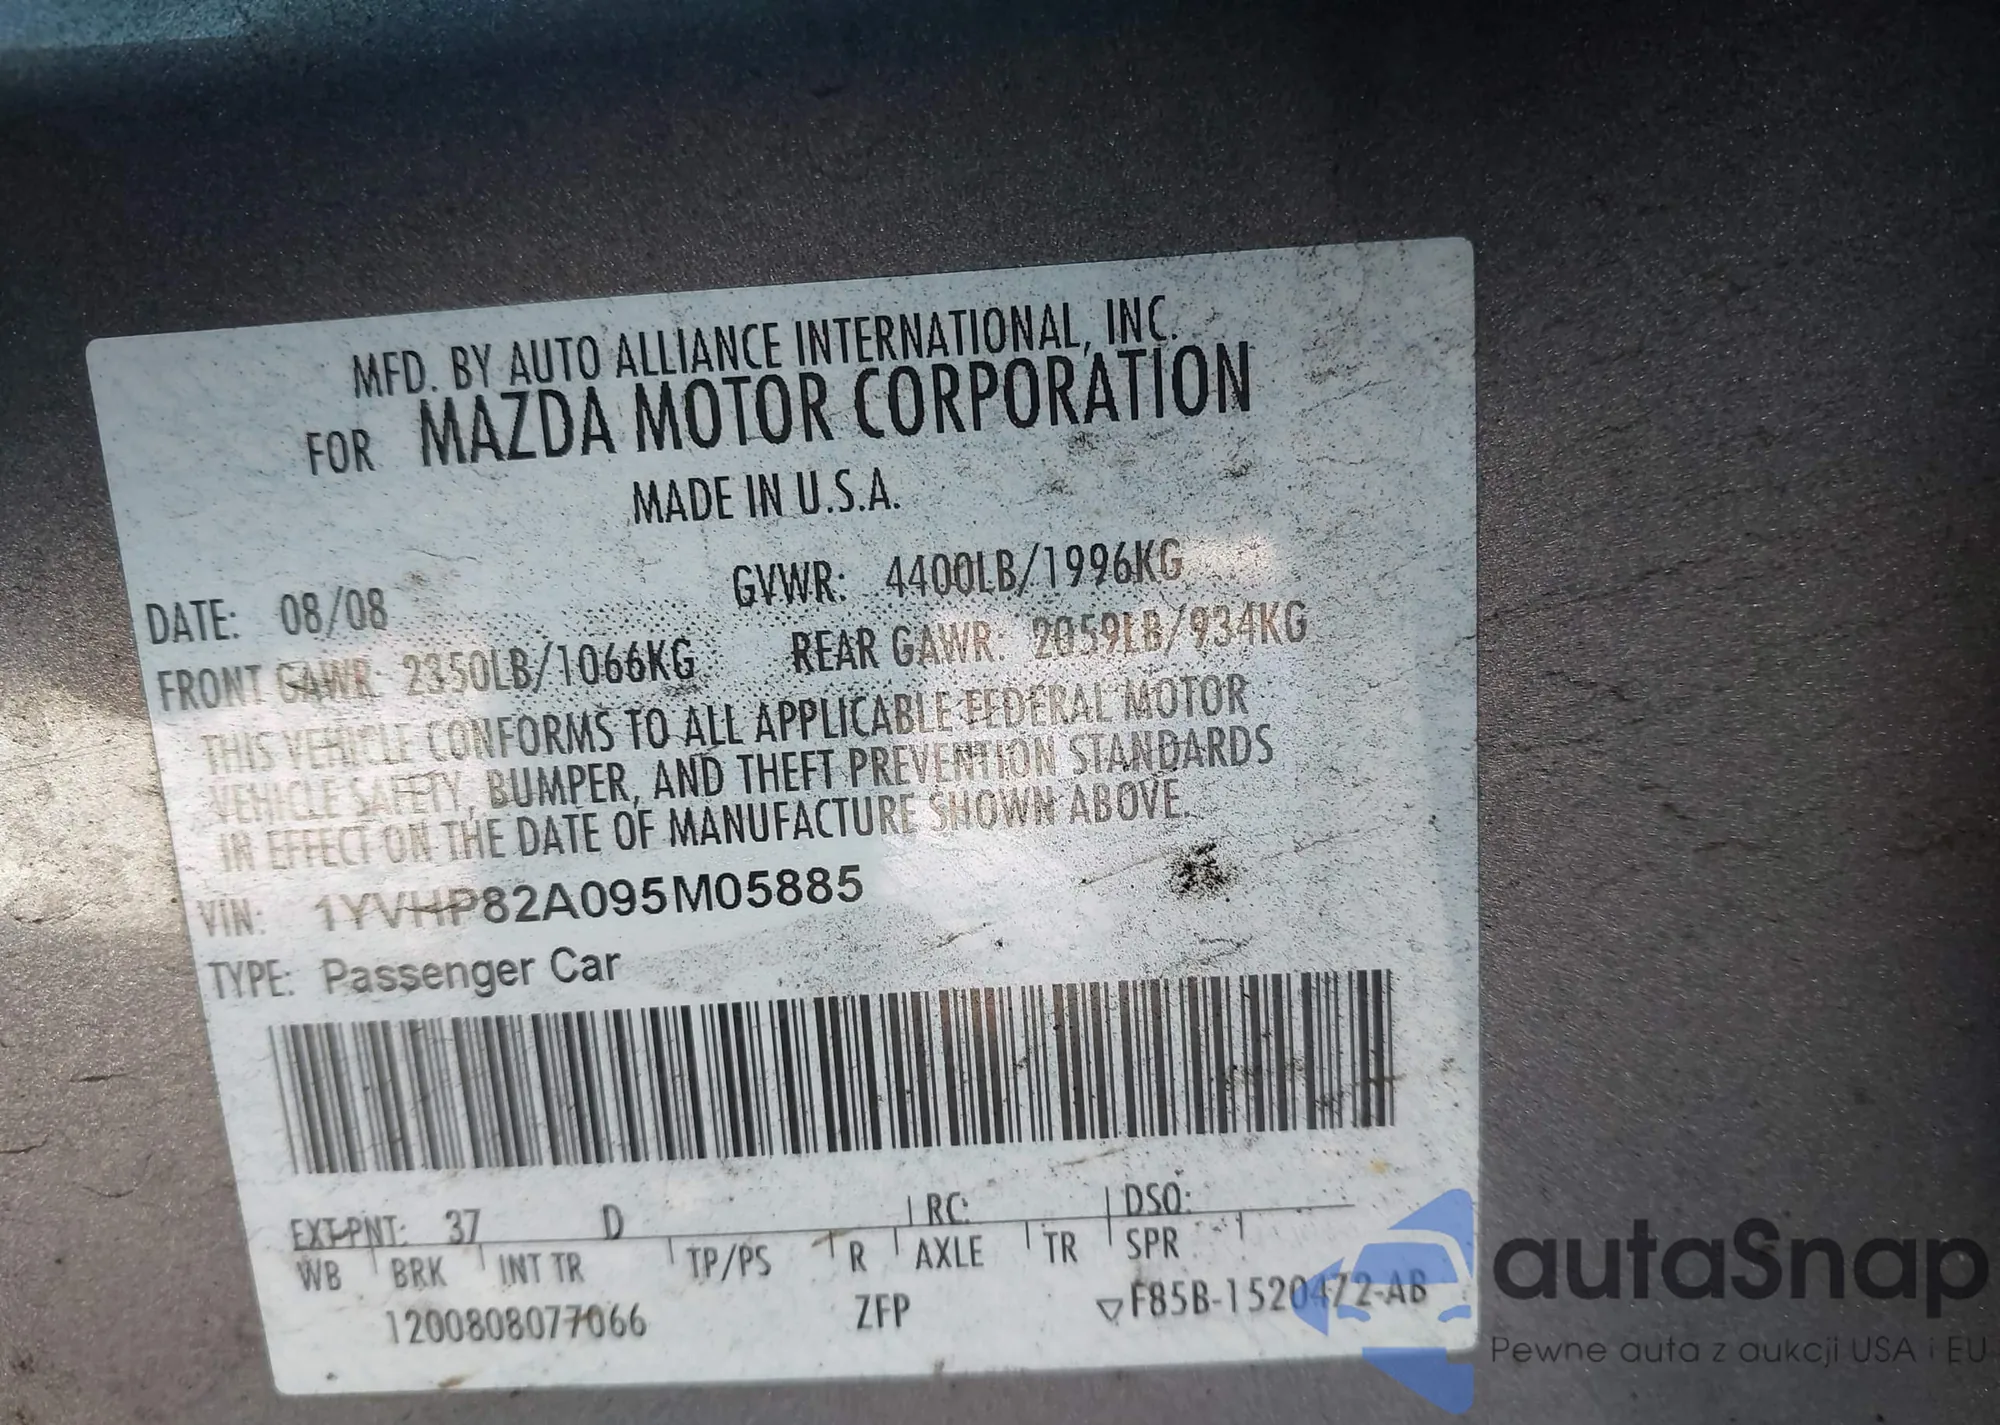 MFD. BY AUTO ALLIANCE INTERNATIONAL, INC.
FOR MAZDA MOTOR CORPORATION
MADE IN U.S.A.
DATE: 08/08 GVWR: 4400LB/1996KG
FRONT GAWR: 2350LB/1066KG REAR GAWR: 2059LB/934KG
THIS VEHICLE CONFORMS TO ALL APPLICABLE FEDERAL MOTOR
VEHICLE SAFETY, BUMPER, AND THEFT PREVENTION STANDARDS
IN EFFECT ON THE DATE OF MANUFACTURE SHOWN ABOVE.
VIN: 1YVHP82A095M05885
TYPE: Passenger Car
EXT PNT: 37 D RC: DSO:
WB BRK INT TR TP/PS R AXLE TR SPR
1200808077066 ZFP F85B-1520472-AB
autaSnap
Pewne auta z aukcji USA i EU